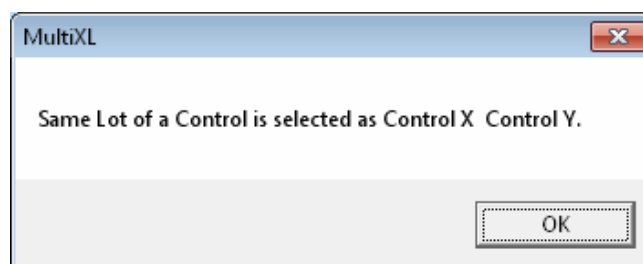 MultiXL
Same Lot of a Control is selected as Control X  Control Y.
OK